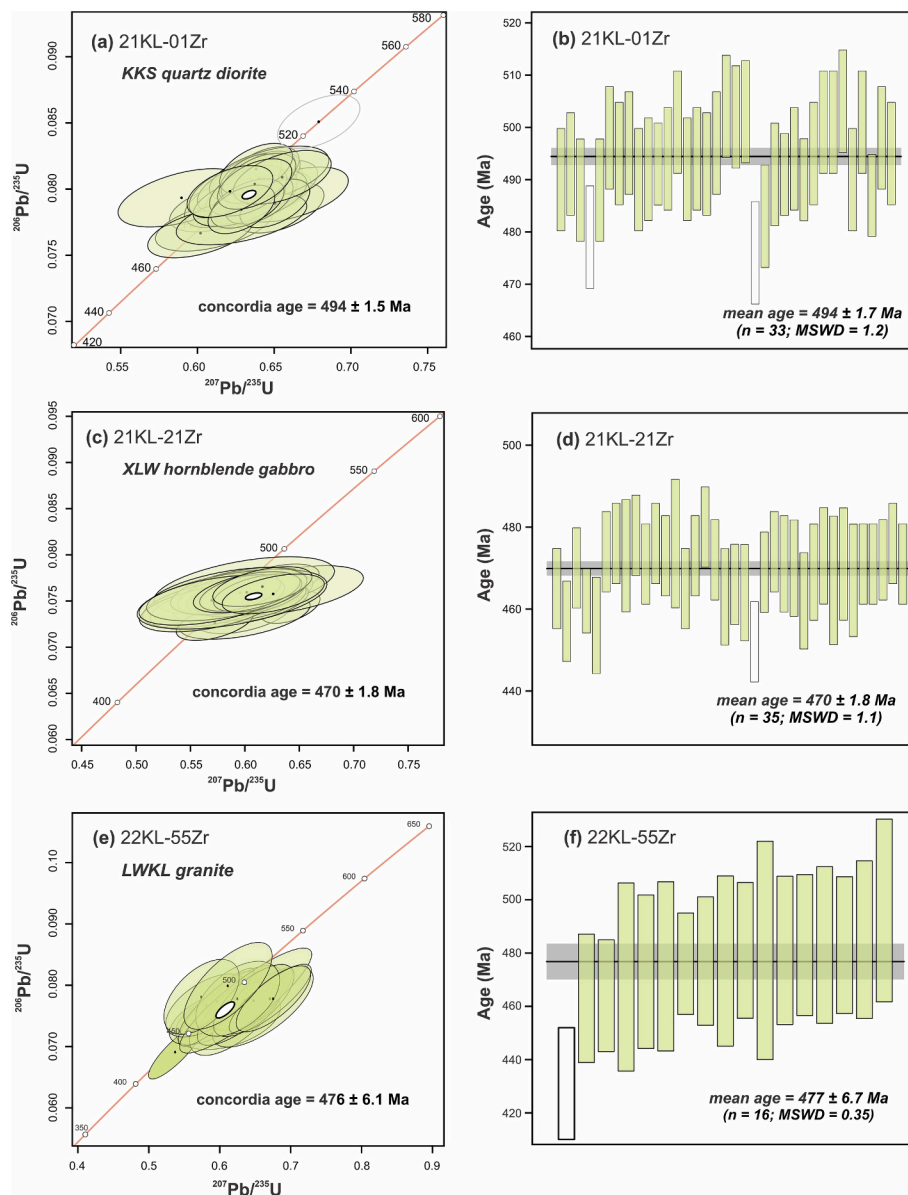 (a) 21KL-01Zr
KKS quartz diorite
0.090
0.085
0.080
0.075
0.070
²⁰⁶Pb/²³⁵U
580
560
540
520
460
440
420
concordia age = 494 ± 1.5 Ma
0.55
0.60
0.65
0.70
0.75
²⁰⁷Pb/²³⁵U
(b) 21KL-01Zr
520
510
500
490
480
470
460
Age (Ma)
mean age = 494 ± 1.7 Ma
(n = 33; MSWD = 1.2)
(c) 21KL-21Zr
XLW hornblende gabbro
0.095
0.090
0.085
0.080
0.075
0.070
0.065
0.060
²⁰⁶Pb/²³⁵U
600
550
500
400
concordia age = 470 ± 1.8 Ma
0.45
0.50
0.55
0.60
0.65
0.70
0.75
²⁰⁷Pb/²³⁵U
(d) 21KL-21Zr
500
480
460
440
Age (Ma)
mean age = 470 ± 1.8 Ma
(n = 35; MSWD = 1.1)
(e) 22KL-55Zr
LWKL granite
0.10
0.090
0.080
0.070
0.060
²⁰⁶Pb/²³⁵U
650
600
550
500
450
400
350
concordia age = 476 ± 6.1 Ma
0.4
0.5
0.6
0.7
0.8
0.9
²⁰⁷Pb/²³⁵U
(f) 22KL-55Zr
520
500
480
460
440
420
Age (Ma)
mean age = 477 ± 6.7 Ma
(n = 16; MSWD = 0.35)